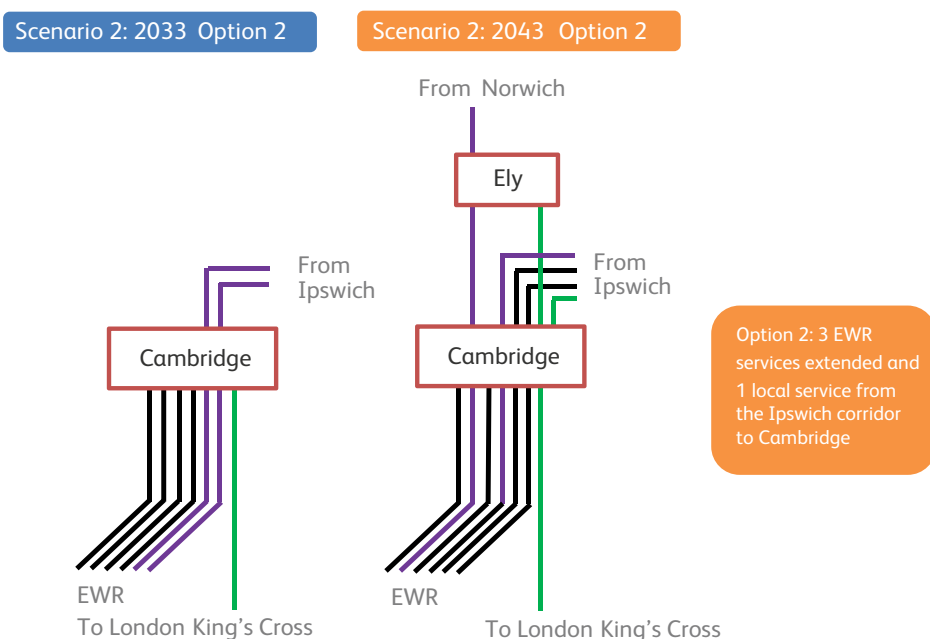 Scenario 2: 2033 Option 2
Scenario 2: 2043 Option 2
From Norwich
Ely
From
Ipswich
From
Ipswich
Cambridge
Cambridge
Option 2: 3 EWR
services extended and
1 local service from
the Ipswich corridor
to Cambridge
EWR
EWR
To London King's Cross
To London King's Cross